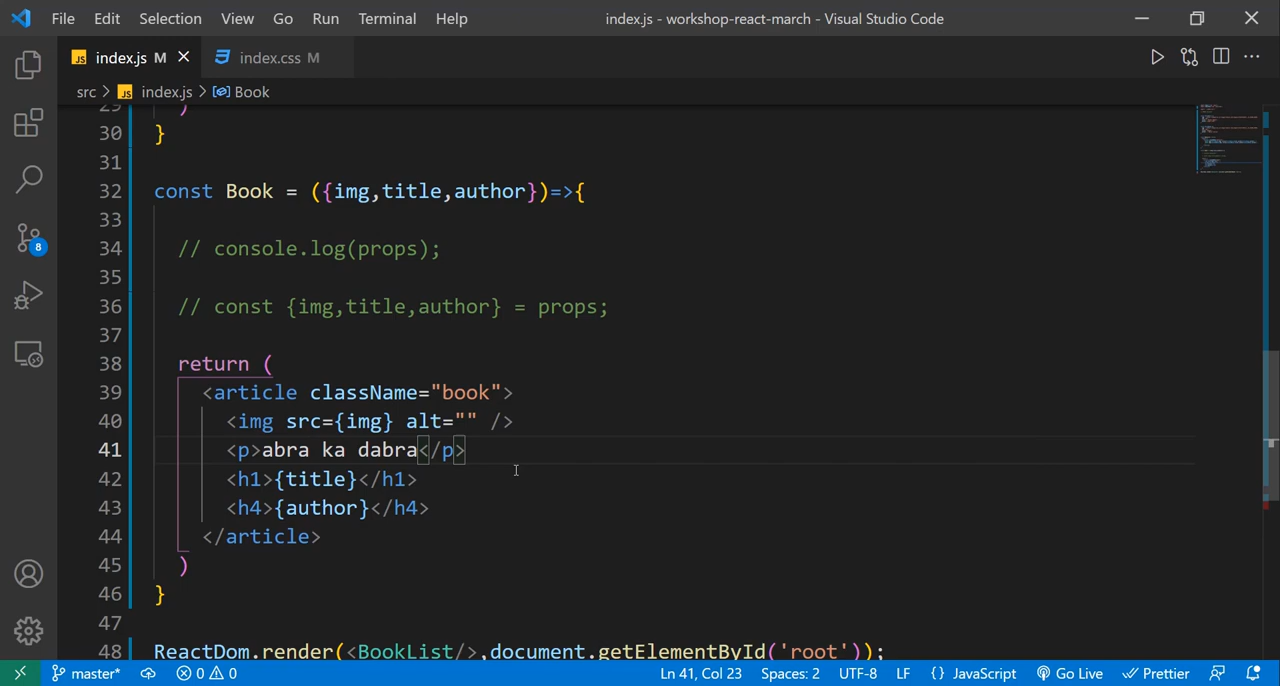 File Edit Selection View Go Run Terminal Help index.js - workshop-react-march - Visual Studio Code
JS index.js M index.css M
src > JS index.js > Book
29 )
30 }
31
32 const Book = ({img,title,author})=>{
33
34 // console.log(props);
35
36 // const {img,title,author} = props;
37
38 return (
39 <article className="book">
40 <img src={img} alt="" />
41 <p>abra ka dabra</p>
42 <h1>{title}</h1>
43 <h4>{author}</h4>
44 </article>
45 )
46 }
47
48 ReactDom.render(<BookList/>,document.getElementById('root'));
8
master* 0 0 Ln 41, Col 23 Spaces: 2 UTF-8 LF {} JavaScript Go Live Prettier